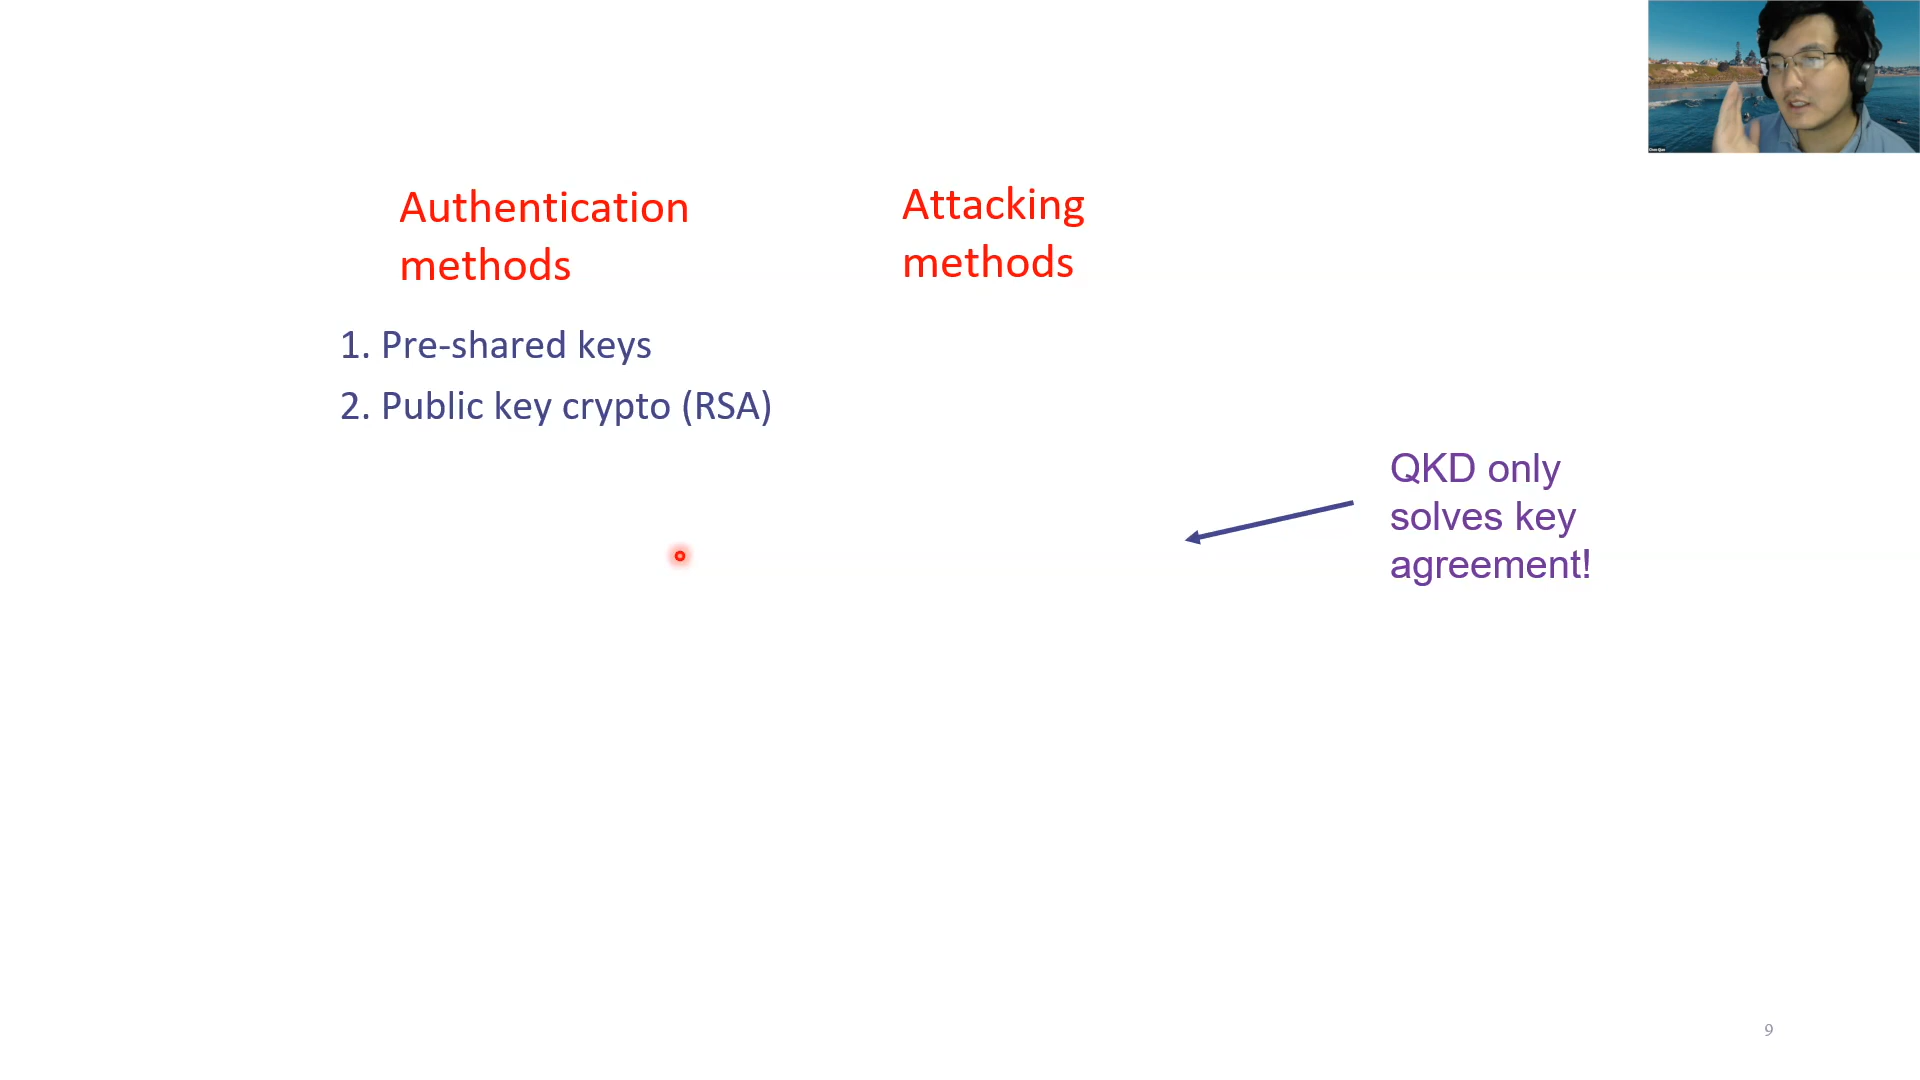 Authentication
methods
Attacking
methods
1. Pre-shared keys
2. Public key crypto (RSA)
QKD only
solves key
agreement!
9